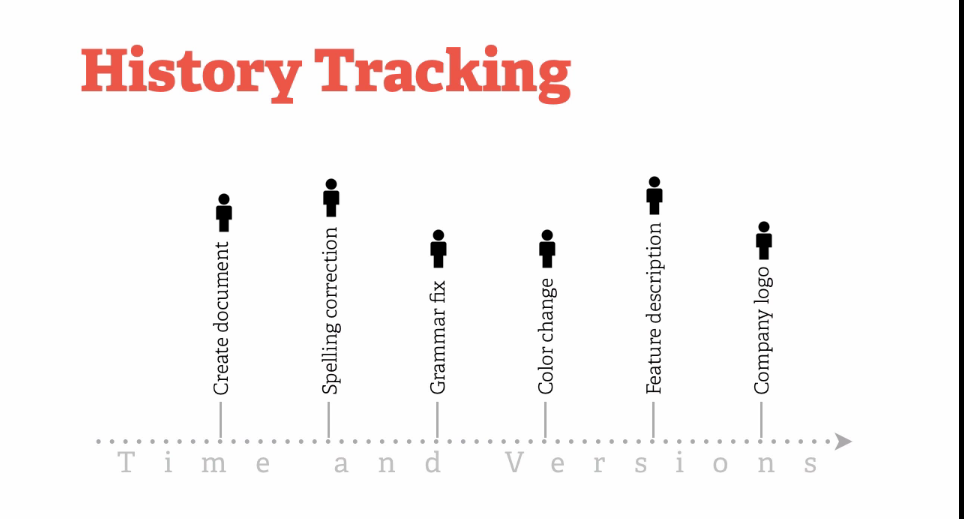 History Tracking
Create document
Spelling correction
Grammar fix
Color change
Feature description
Company logo
Time and Versions